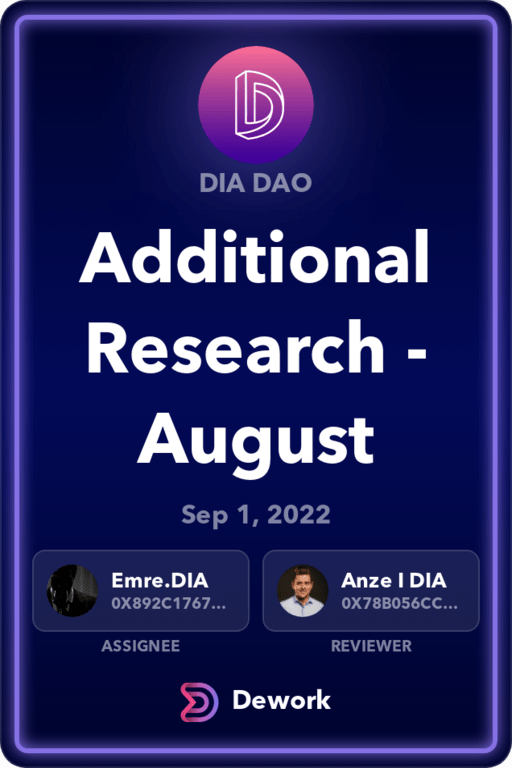 DIA DAO
Additional
Research -
August
Sep 1, 2022
Emre.DIA
0X892C1767...
ASSIGNEE
Anze I DIA
0X78B056CC...
REVIEWER
Dework